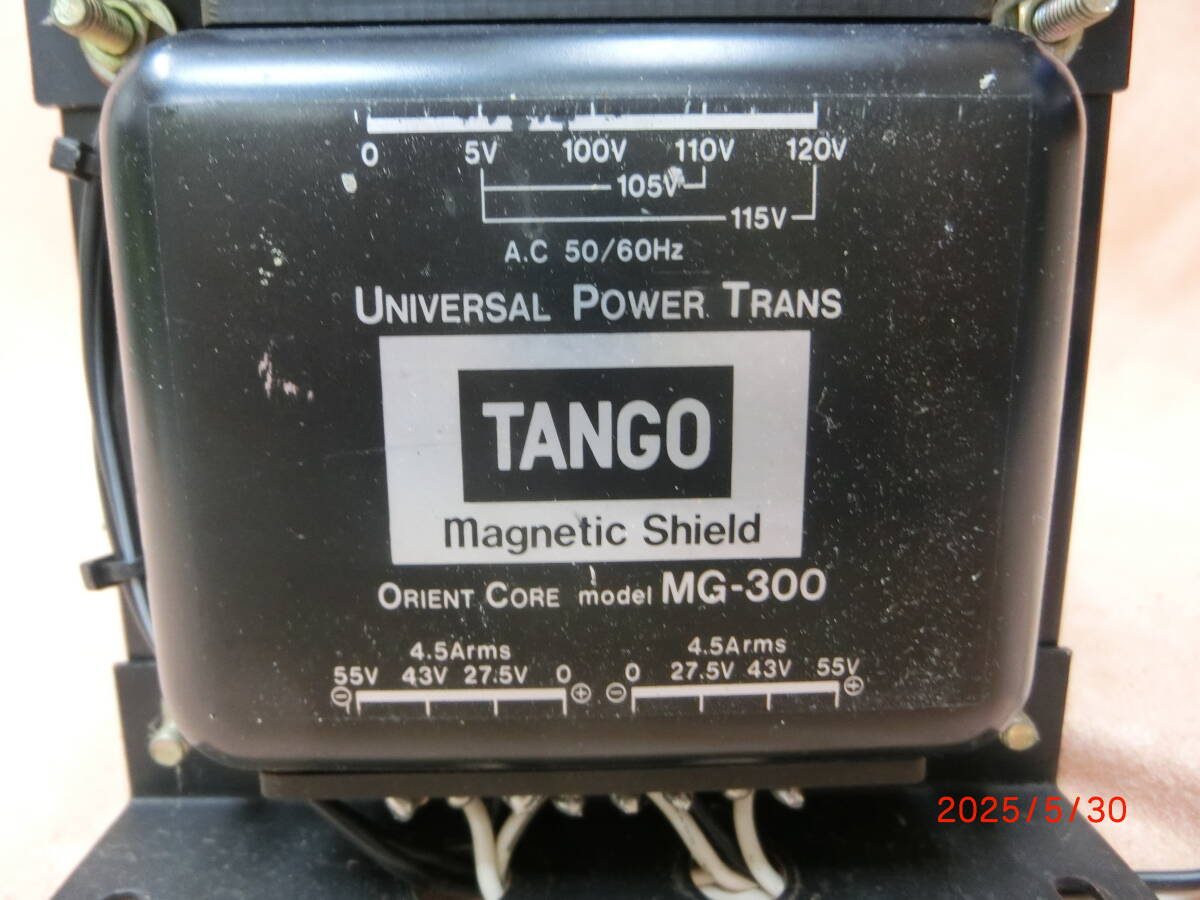 0 5V 100V 110V 120V
105V
115V
A.C 50/60Hz
UNIVERSAL POWER TRANS
TANGO
Magnetic Shield
ORIENT CORE model MG-300
4.5Arms 4.5Arms
55V 43V 27.5V 0 0 27.5V 43V 55V
⊖ ⊕ ⊖ ⊕
2025/5/30